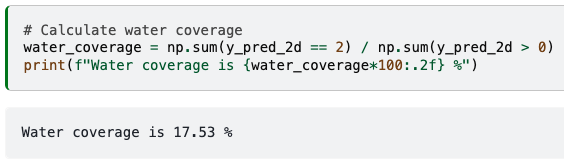 # Calculate water coverage
water_coverage = np.sum(y_pred_2d == 2) / np.sum(y_pred_2d > 0)
print(f"Water coverage is {water_coverage*100:.2f} %")
Water coverage is 17.53 %